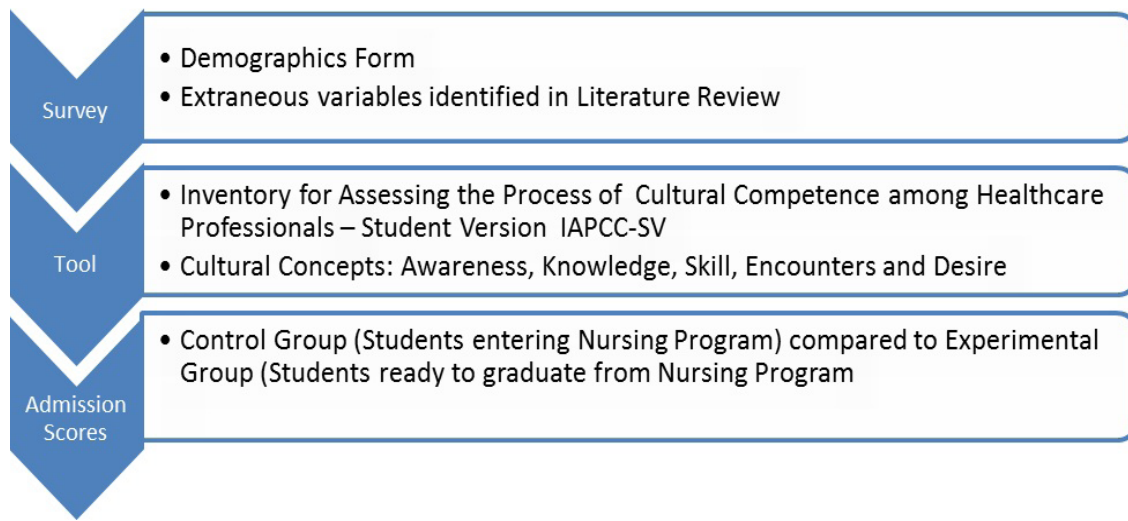 Survey
• Demographics Form
• Extraneous variables identified in Literature Review
Tool
• Inventory for Assessing the Process of Cultural Competence among Healthcare
Professionals – Student Version IAPCC-SV
• Cultural Concepts: Awareness, Knowledge, Skill, Encounters and Desire
Admission
Scores
• Control Group (Students entering Nursing Program) compared to Experimental
Group (Students ready to graduate from Nursing Program